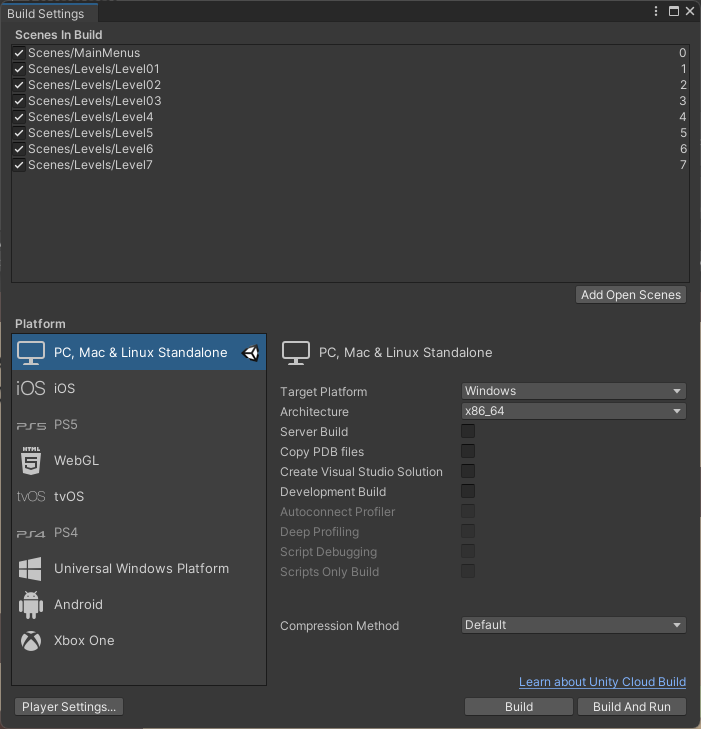 Build Settings
Scenes In Build
Scenes/MainMenus 0
Scenes/Levels/Level01 1
Scenes/Levels/Level02 2
Scenes/Levels/Level03 3
Scenes/Levels/Level4 4
Scenes/Levels/Level5 5
Scenes/Levels/Level6 6
Scenes/Levels/Level7 7
Add Open Scenes
Platform
PC, Mac & Linux Standalone
iOS iOS
PS5 PS5
HTML 5 WebGL
tvOS tvOS
PS4 PS4
Universal Windows Platform
Android
Xbox One
PC, Mac & Linux Standalone
Target Platform Windows
Architecture x86_64
Server Build
Copy PDB files
Create Visual Studio Solution
Development Build
Autoconnect Profiler
Deep Profiling
Script Debugging
Scripts Only Build
Compression Method Default
Learn about Unity Cloud Build
Player Settings... Build Build And Run